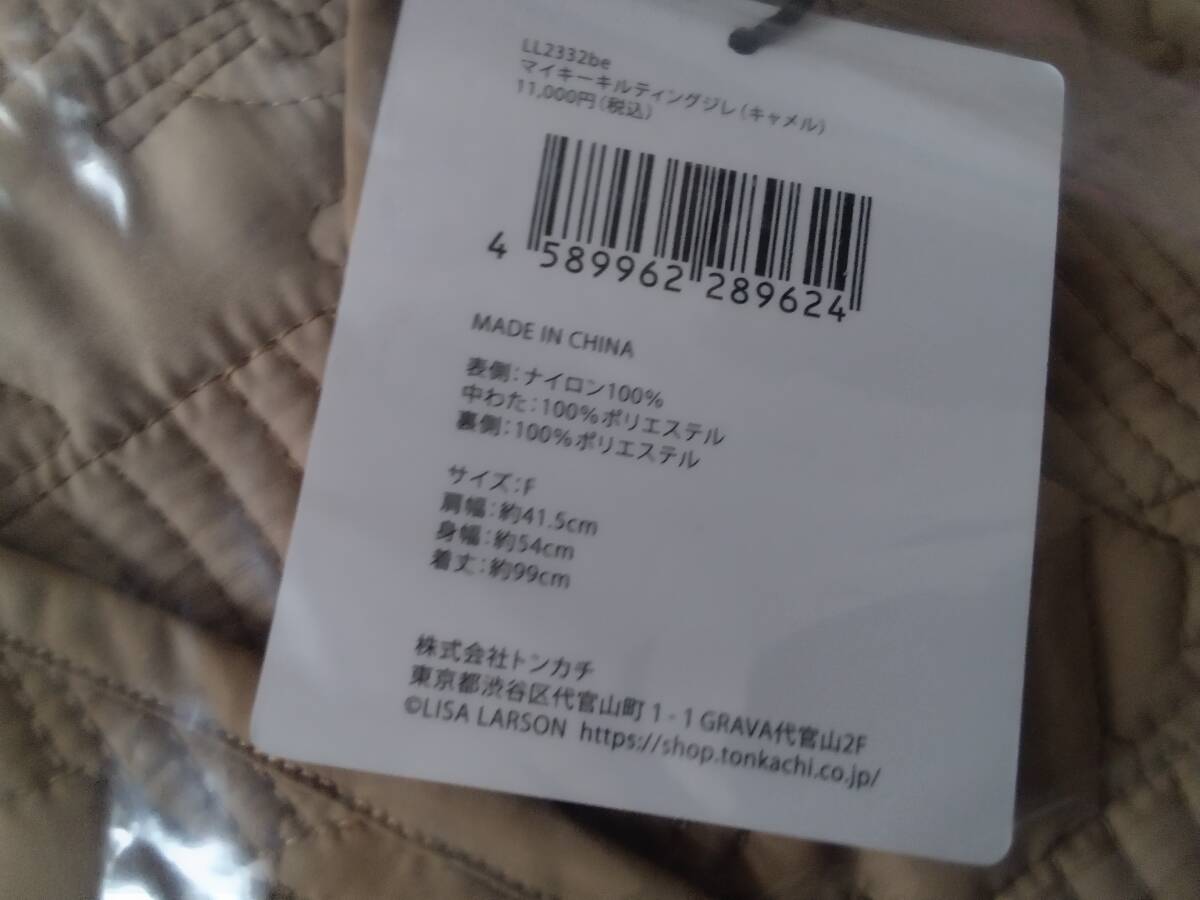 LL2332be
マイキーキルティングジレ(キャメル)
11,000円(税込)
4 589962 289624
MADE IN CHINA
表側:ナイロン100%
中わた:100%ポリエステル
裏側:100%ポリエステル
サイズ:F
肩幅:約41.5cm
身幅:約54cm
着丈:約99cm
株式会社トンカチ
東京都渋谷区代官山町 1 - 1 GRAVA代官山2F
©LISA LARSON https://shop.tonkachi.co.jp/